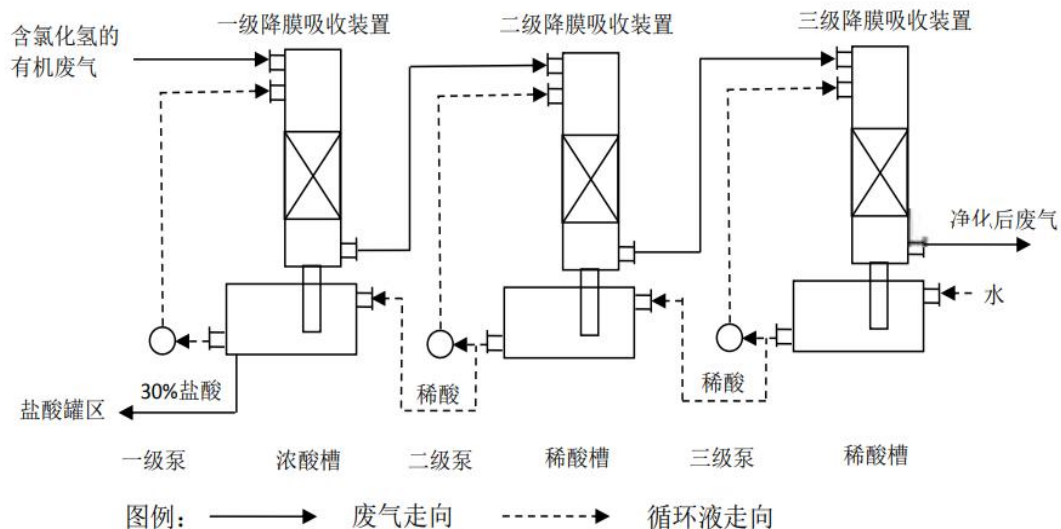 一级降膜吸收装置
二级降膜吸收装置
三级降膜吸收装置
含氯化氢的
有机废气
净化后废气
水
30%盐酸
稀酸
稀酸
盐酸罐区
一级泵
浓酸槽
二级泵
稀酸槽
三级泵
稀酸槽
图例：
废气走向
循环液走向